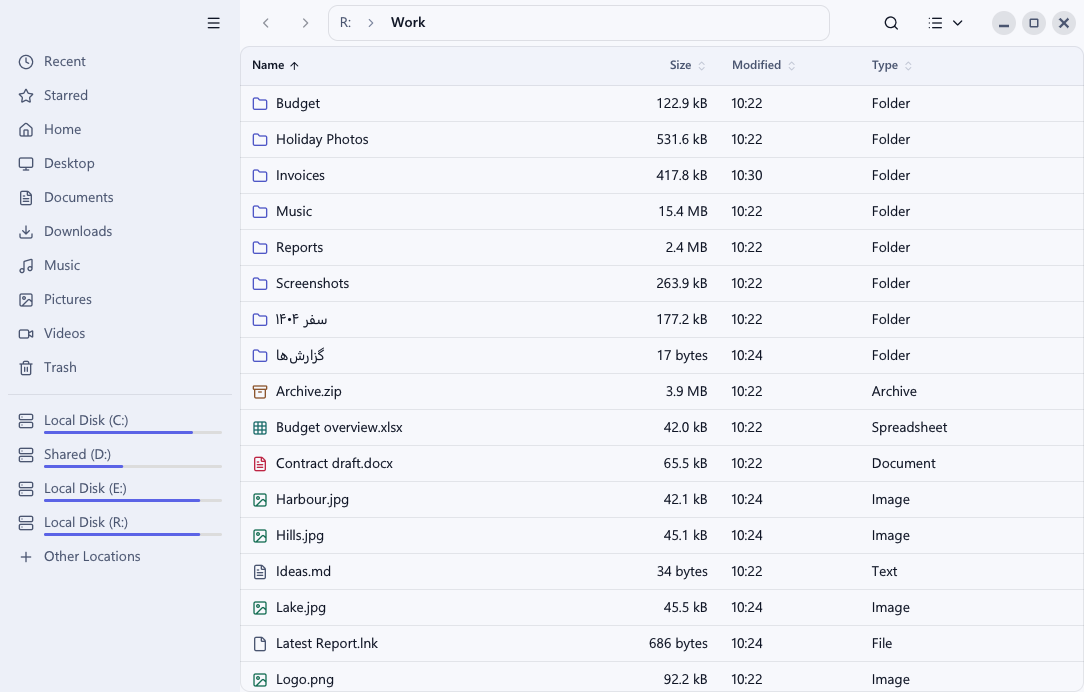 R: Work
Recent
Starred
Home
Desktop
Documents
Downloads
Music
Pictures
Videos
Trash
Local Disk (C:)
Shared (D:)
Local Disk (E:)
Local Disk (R:)
Other Locations
Name Size Modified Type
Budget 122.9 kB 10:22 Folder
Holiday Photos 531.6 kB 10:22 Folder
Invoices 417.8 kB 10:30 Folder
Music 15.4 MB 10:22 Folder
Reports 2.4 MB 10:22 Folder
Screenshots 263.9 kB 10:22 Folder
سفر ۱۴۰۴ 177.2 kB 10:22 Folder
گزارش‌ها 17 bytes 10:24 Folder
Archive.zip 3.9 MB 10:22 Archive
Budget overview.xlsx 42.0 kB 10:22 Spreadsheet
Contract draft.docx 65.5 kB 10:22 Document
Harbour.jpg 42.1 kB 10:24 Image
Hills.jpg 45.1 kB 10:24 Image
Ideas.md 34 bytes 10:22 Text
Lake.jpg 45.5 kB 10:24 Image
Latest Report.lnk 686 bytes 10:24 File
Logo.png 92.2 kB 10:22 Image